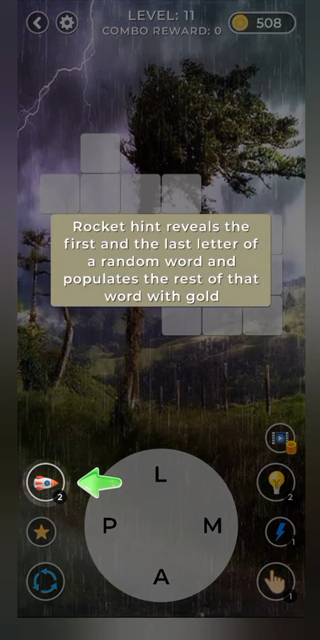 LEVEL: 11
COMBO REWARD: 0
508
Rocket hint reveals the
first and the last letter of
a random word and
populates the rest of that
word with gold
2
2
1
1
L
P
M
A